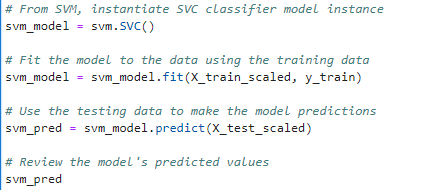 # From SVM, instantiate SVC classifier model instance
svm_model = svm.SVC()
# Fit the model to the data using the training data
svm_model = svm_model.fit(X_train_scaled, y_train)
# Use the testing data to make the model predictions
svm_pred = svm_model.predict(X_test_scaled)
# Review the model's predicted values
svm_pred